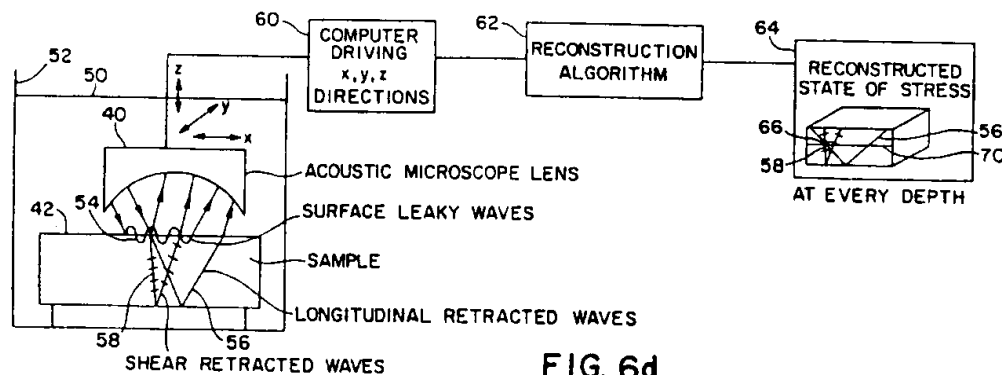 52
50
z
y
x
40
60
COMPUTER
DRIVING
x, y, z
DIRECTIONS
62
RECONSTRUCTION
ALGORITHM
64
RECONSTRUCTED
STATE OF STRESS
66
58
56
70
AT EVERY DEPTH
ACOUSTIC MICROSCOPE LENS
54
42
SURFACE LEAKY WAVES
SAMPLE
LONGITUDINAL RETRACTED WAVES
58
56
SHEAR RETRACTED WAVES
FIG. 6d